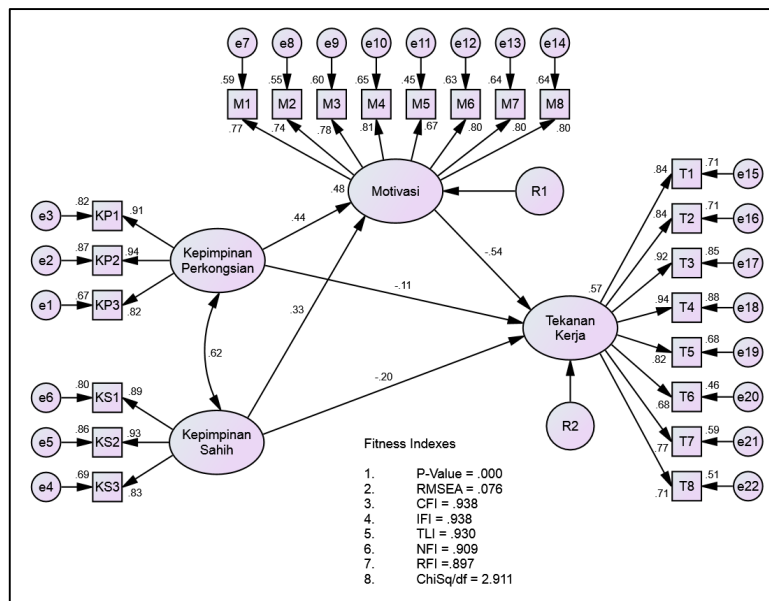 e7 e8 e9 e10 e11 e12 e13 e14
.59 .55 .60 .65 .45 .63 .64 .64
M1 M2 M3 M4 M5 M6 M7 M8
.77 .74 .78 .81 .67 .80 .80 .80
.48
Motivasi
R1
.84 T1 .71 e15
.84 T2 .71 e16
.92 T3 .85 e17
.94 T4 .88 e18
.82 T5 .68 e19
.68 T6 .46 e20
.77 T7 .59 e21
.71 T8 .51 e22
e3 .82 KP1 .91
e2 .87 KP2 .94
e1 .67 KP3 .82
Kepimpinan
Perkongsian
.44
-.54
-.11
.33
.62
-.20
.57
Tekanan
Kerja
R2
e6 .80 KS1 .89
e5 .86 KS2 .93
e4 .69 KS3 .83
Kepimpinan
Sahih
Fitness Indexes
1. P-Value = .000
2. RMSEA = .076
3. CFI = .938
4. IFI = .938
5. TLI = .930
6. NFI = .909
7. RFI = .897
8. ChiSq/df = 2.911